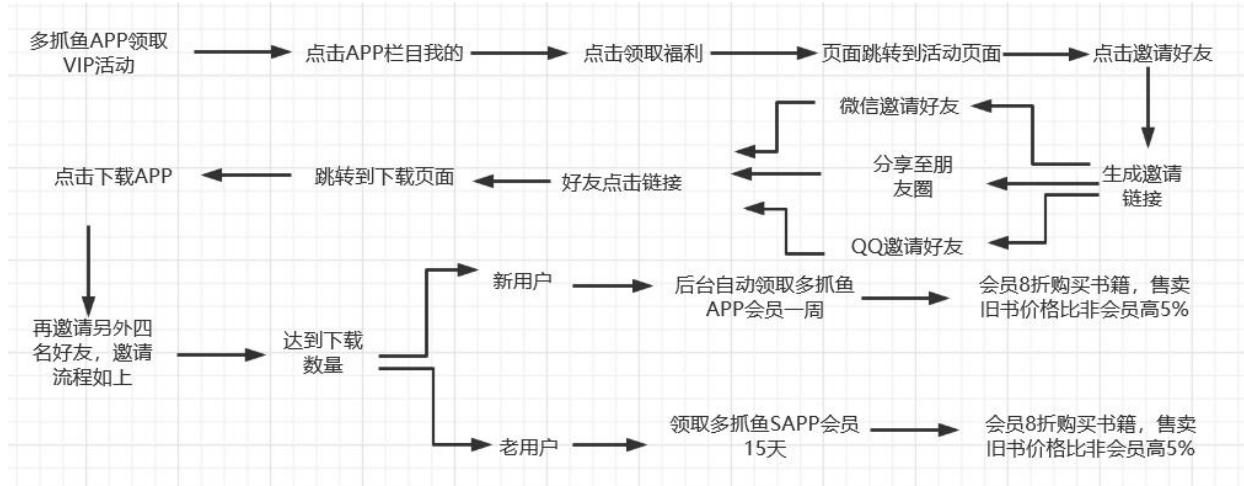 多抓鱼APP领取
VIP活动
点击APP栏目我的
点击领取福利
页面跳转到活动页面
点击邀请好友
生成邀请
链接
微信邀请好友
分享至朋
友圈
QQ邀请好友
好友点击链接
跳转到下载页面
点击下载APP
再邀请另外四
名好友，邀请
流程如上
达到下载
数量
新用户
后台自动领取多抓鱼
APP会员一周
会员8折购买书籍，售卖
旧书价格比非会员高5%
老用户
领取多抓鱼SAPP会员
15天
会员8折购买书籍，售卖
旧书价格比非会员高5%